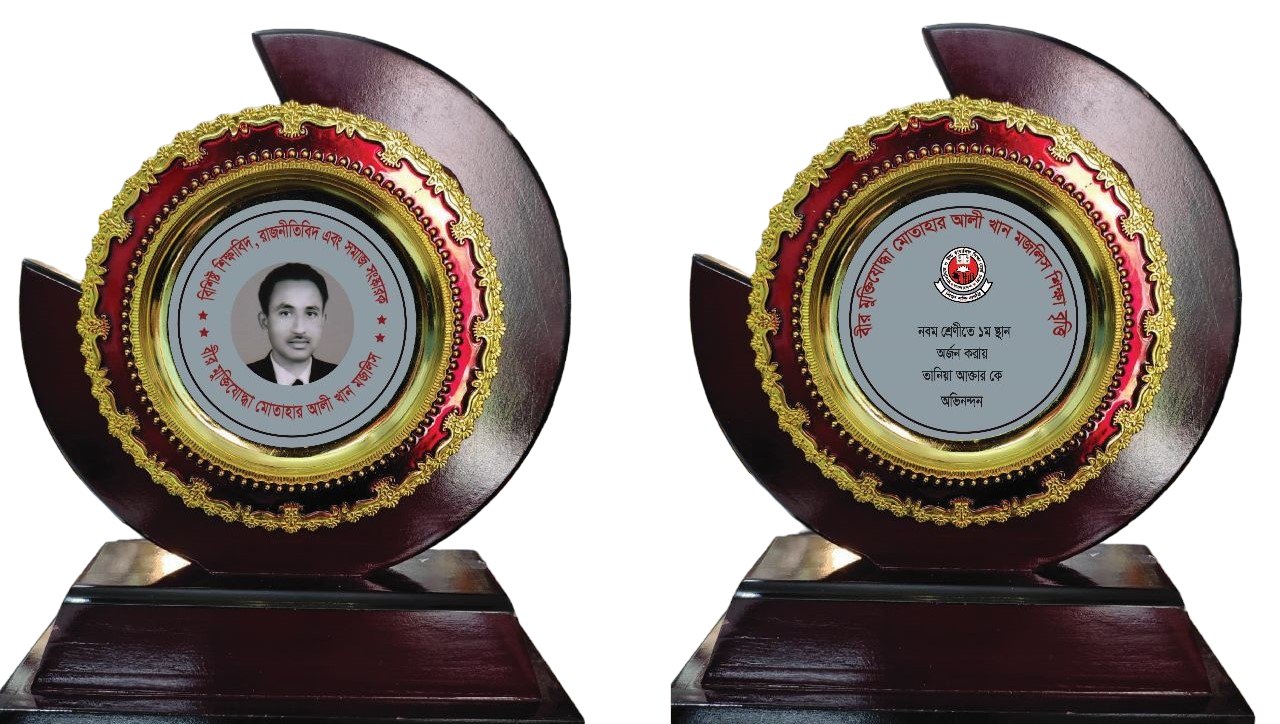 বিশিষ্ট শিক্ষাবিদ, রাজনীতিবিদ এবং সমাজ সংস্কারক
বীর মুক্তিযোদ্ধা মোতাহার আলী খান মজলিস
বীর মুক্তিযোদ্ধা মোতাহার আলী খান মজলিস শিক্ষা বৃত্তি
নবম শ্রেণীতে ১ম স্থান
অর্জন করায়
তানিয়া আক্তার কে
অভিনন্দন